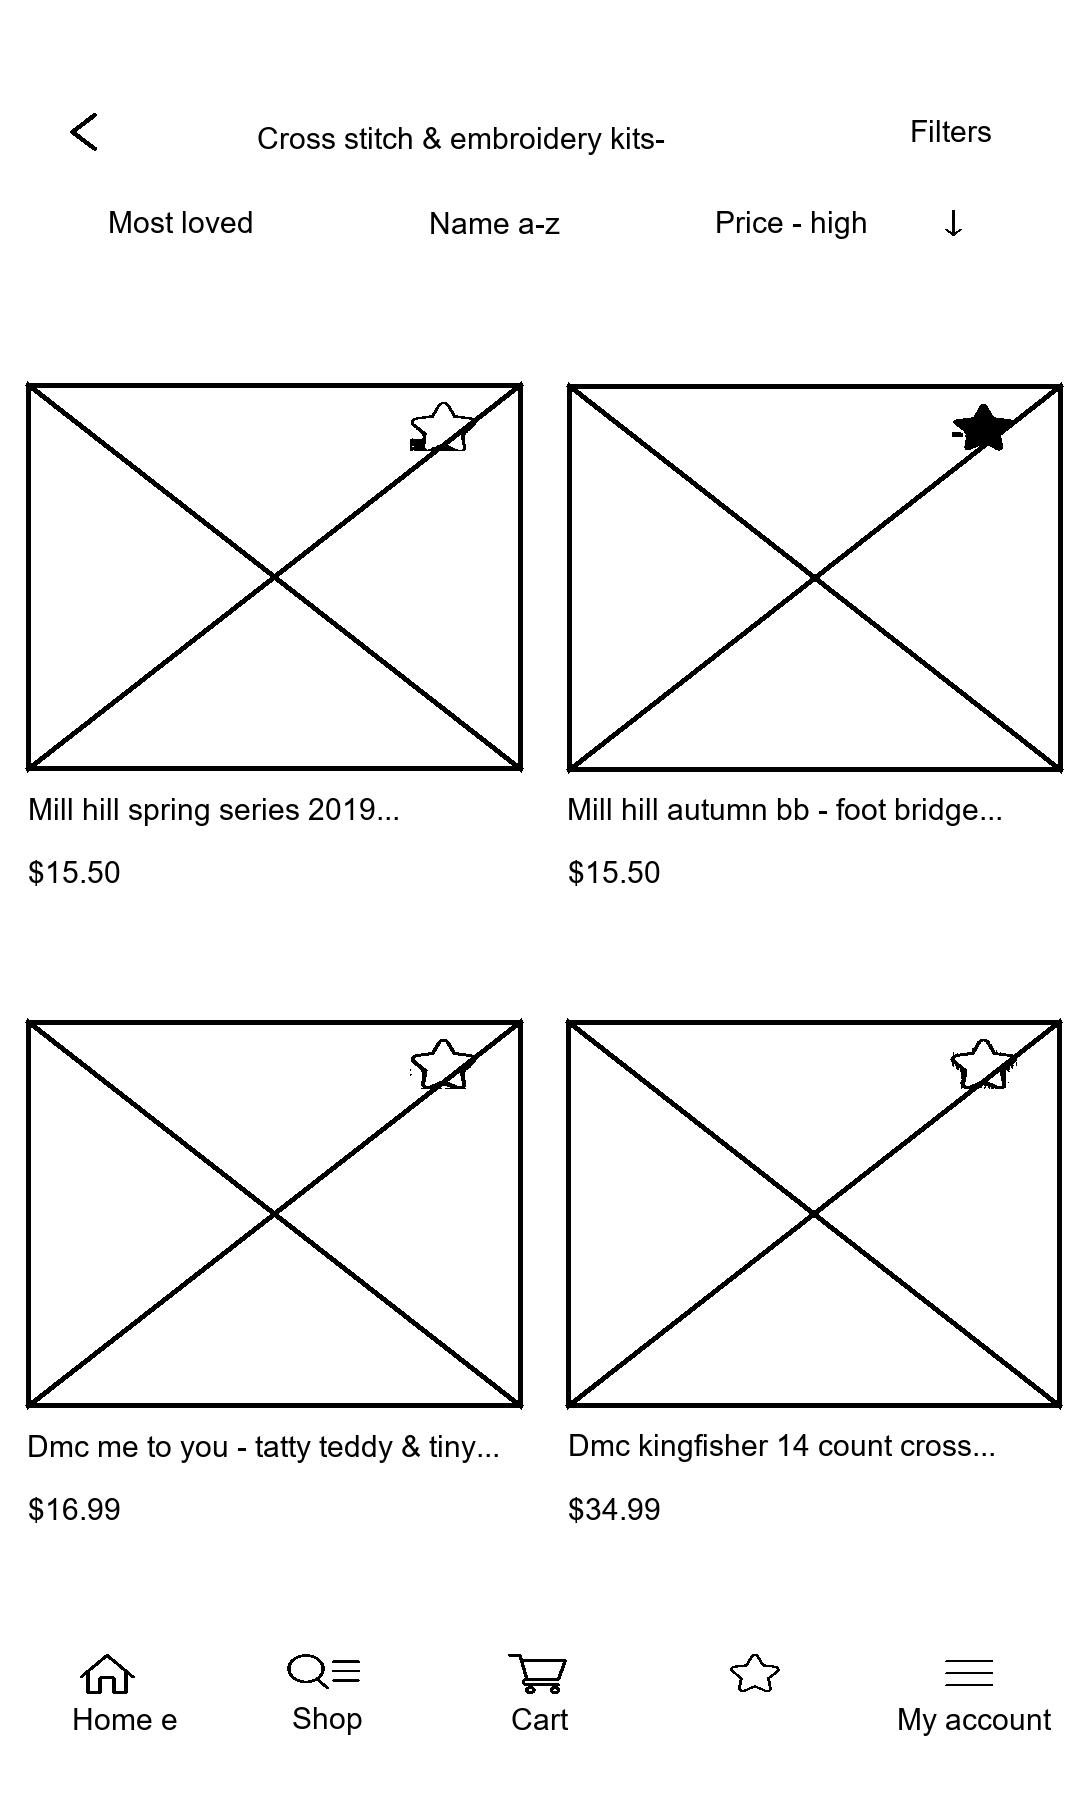 Cross stitch & embroidery kits-
Filters
Most loved
Name a-z
Price - high
Mill hill spring series 2019...
Mill hill autumn bb - foot bridge...
$15.50
$15.50
Dmc me to you - tatty teddy & tiny...
Dmc kingfisher 14 count cross...
$16.99
$34.99
Home e
Shop
Cart
My account